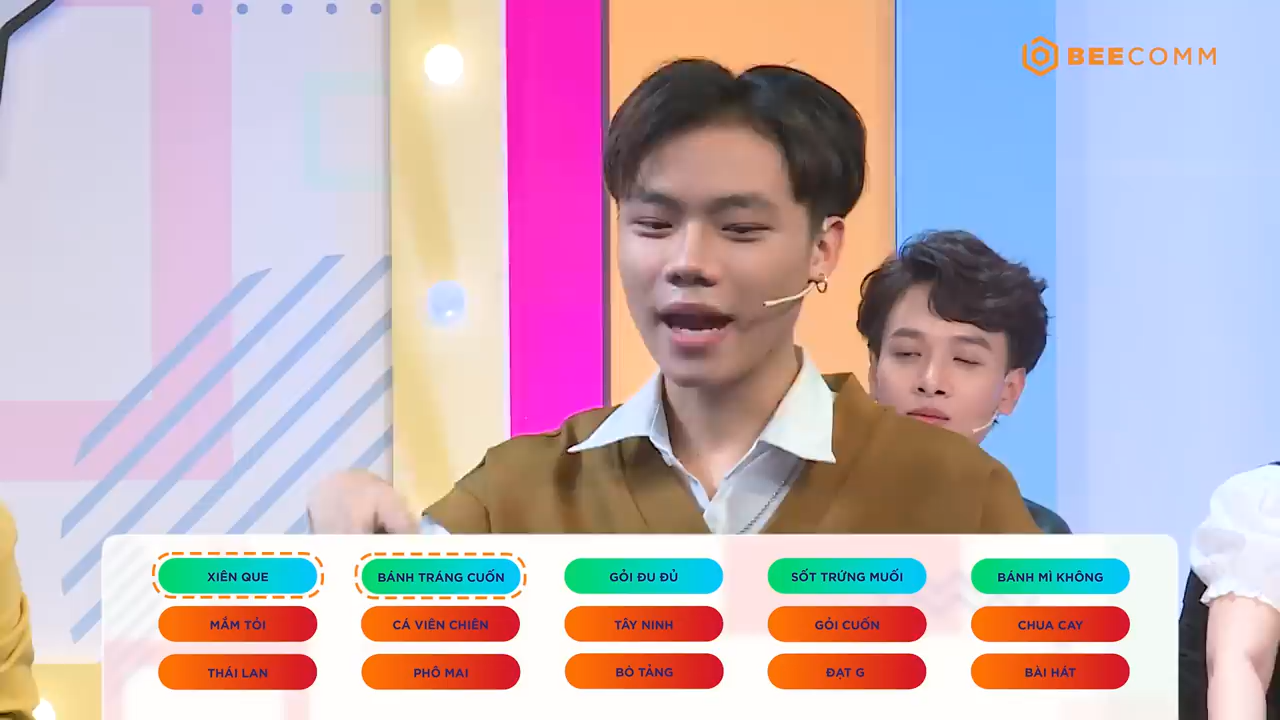 BEECOMM
XIÊN QUE
BÁNH TRÁNG CUỐN
GỎI ĐU ĐỦ
SỐT TRỨNG MUỐI
BÁNH MÌ KHÔNG
MẮM TỎI
CÁ VIÊN CHIÊN
TÂY NINH
GỎI CUỐN
CHUA CAY
THÁI LAN
PHÔ MAI
BÒ TẢNG
ĐẠT G
BÀI HÁT